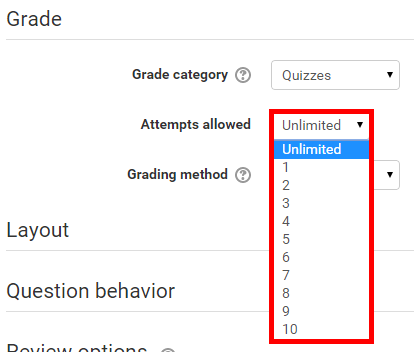 Grade
Grade category ? Quizzes
Attempts allowed Unlimited
Unlimited
1
Grading method ?
2
3
4
5
6
7
8
9
10
Layout
Question behavior
Review options